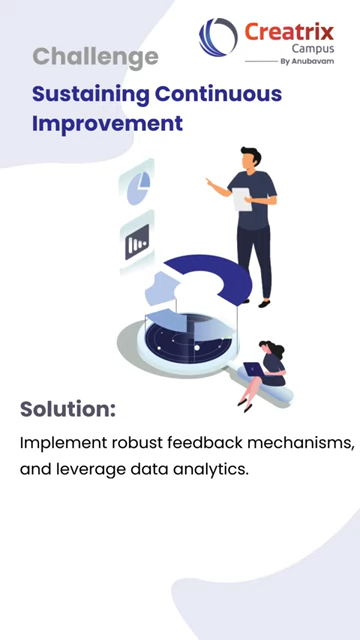 Creatrix
Campus
By Anubavam
Challenge
Sustaining Continuous
Improvement
Solution:
Implement robust feedback mechanisms,
and leverage data analytics.